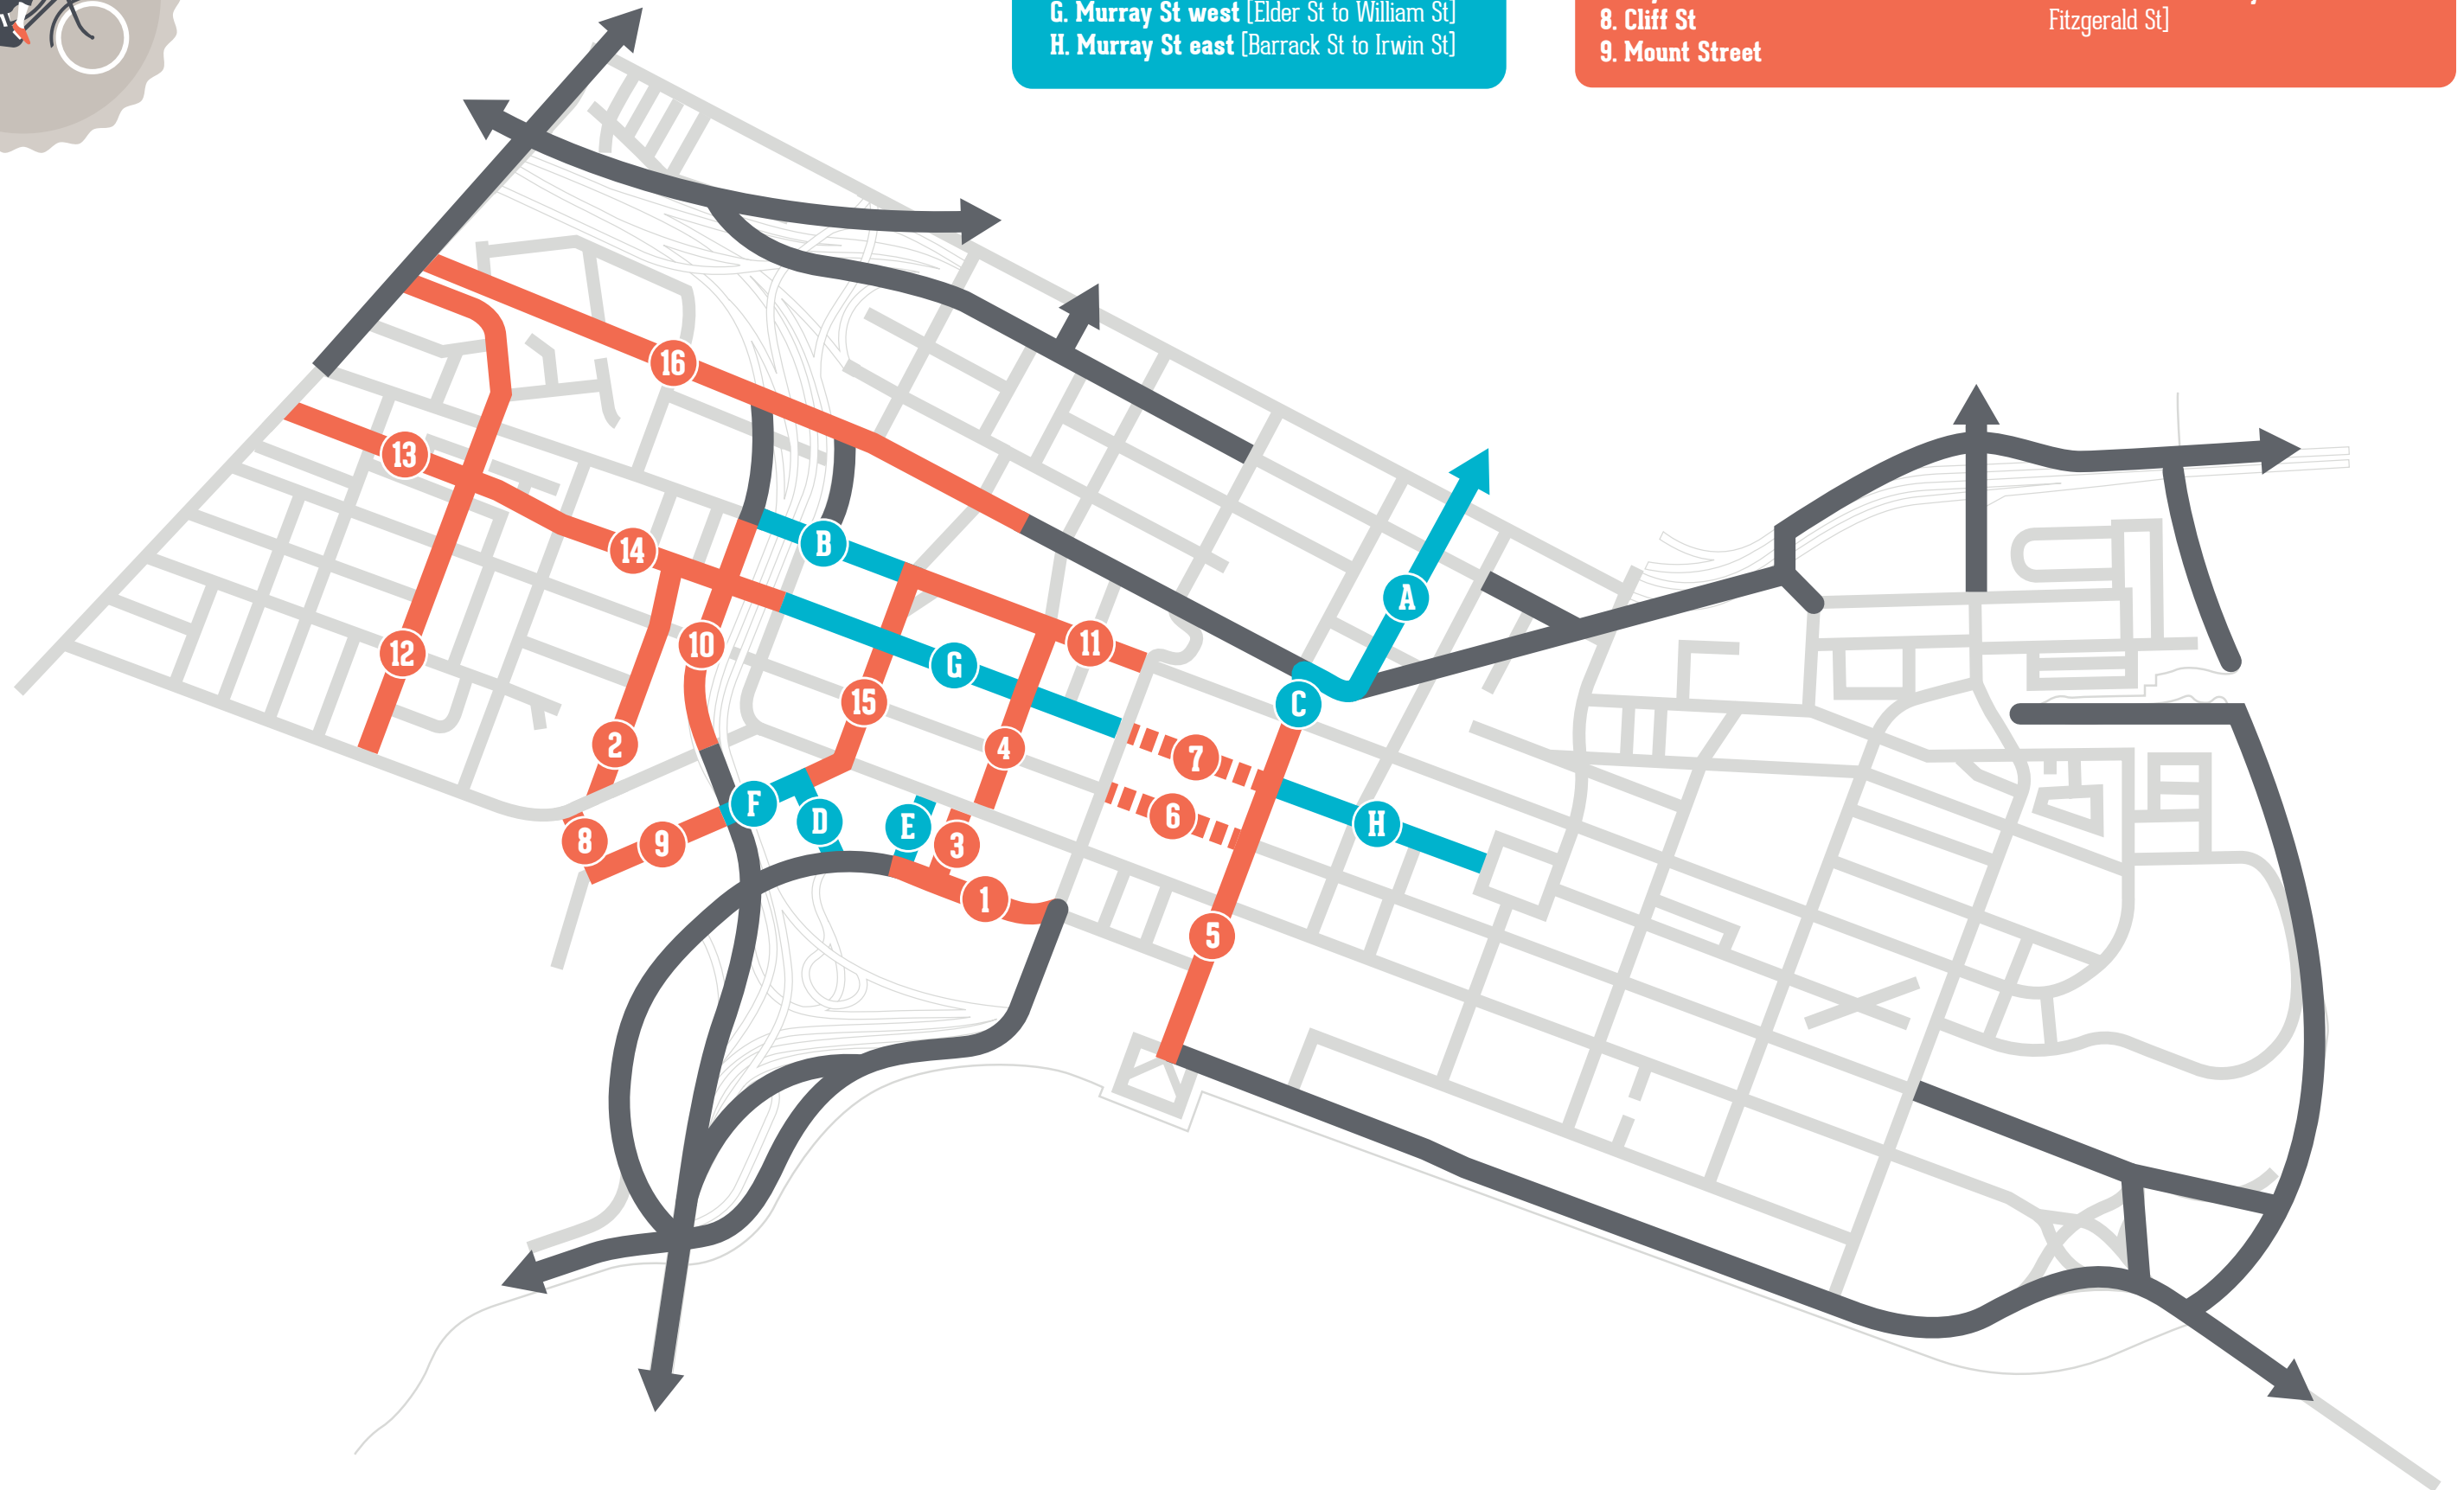 G. Murray St west [Elder St to William St]
H. Murray St east [Barrack St to Irwin St]
8. Cliff St
9. Mount Street
Fitzgerald St]
16
13
14
B
A
12
10
11
G
15
C
2
4
7
F
D
E
3
6
H
8
9
1
5